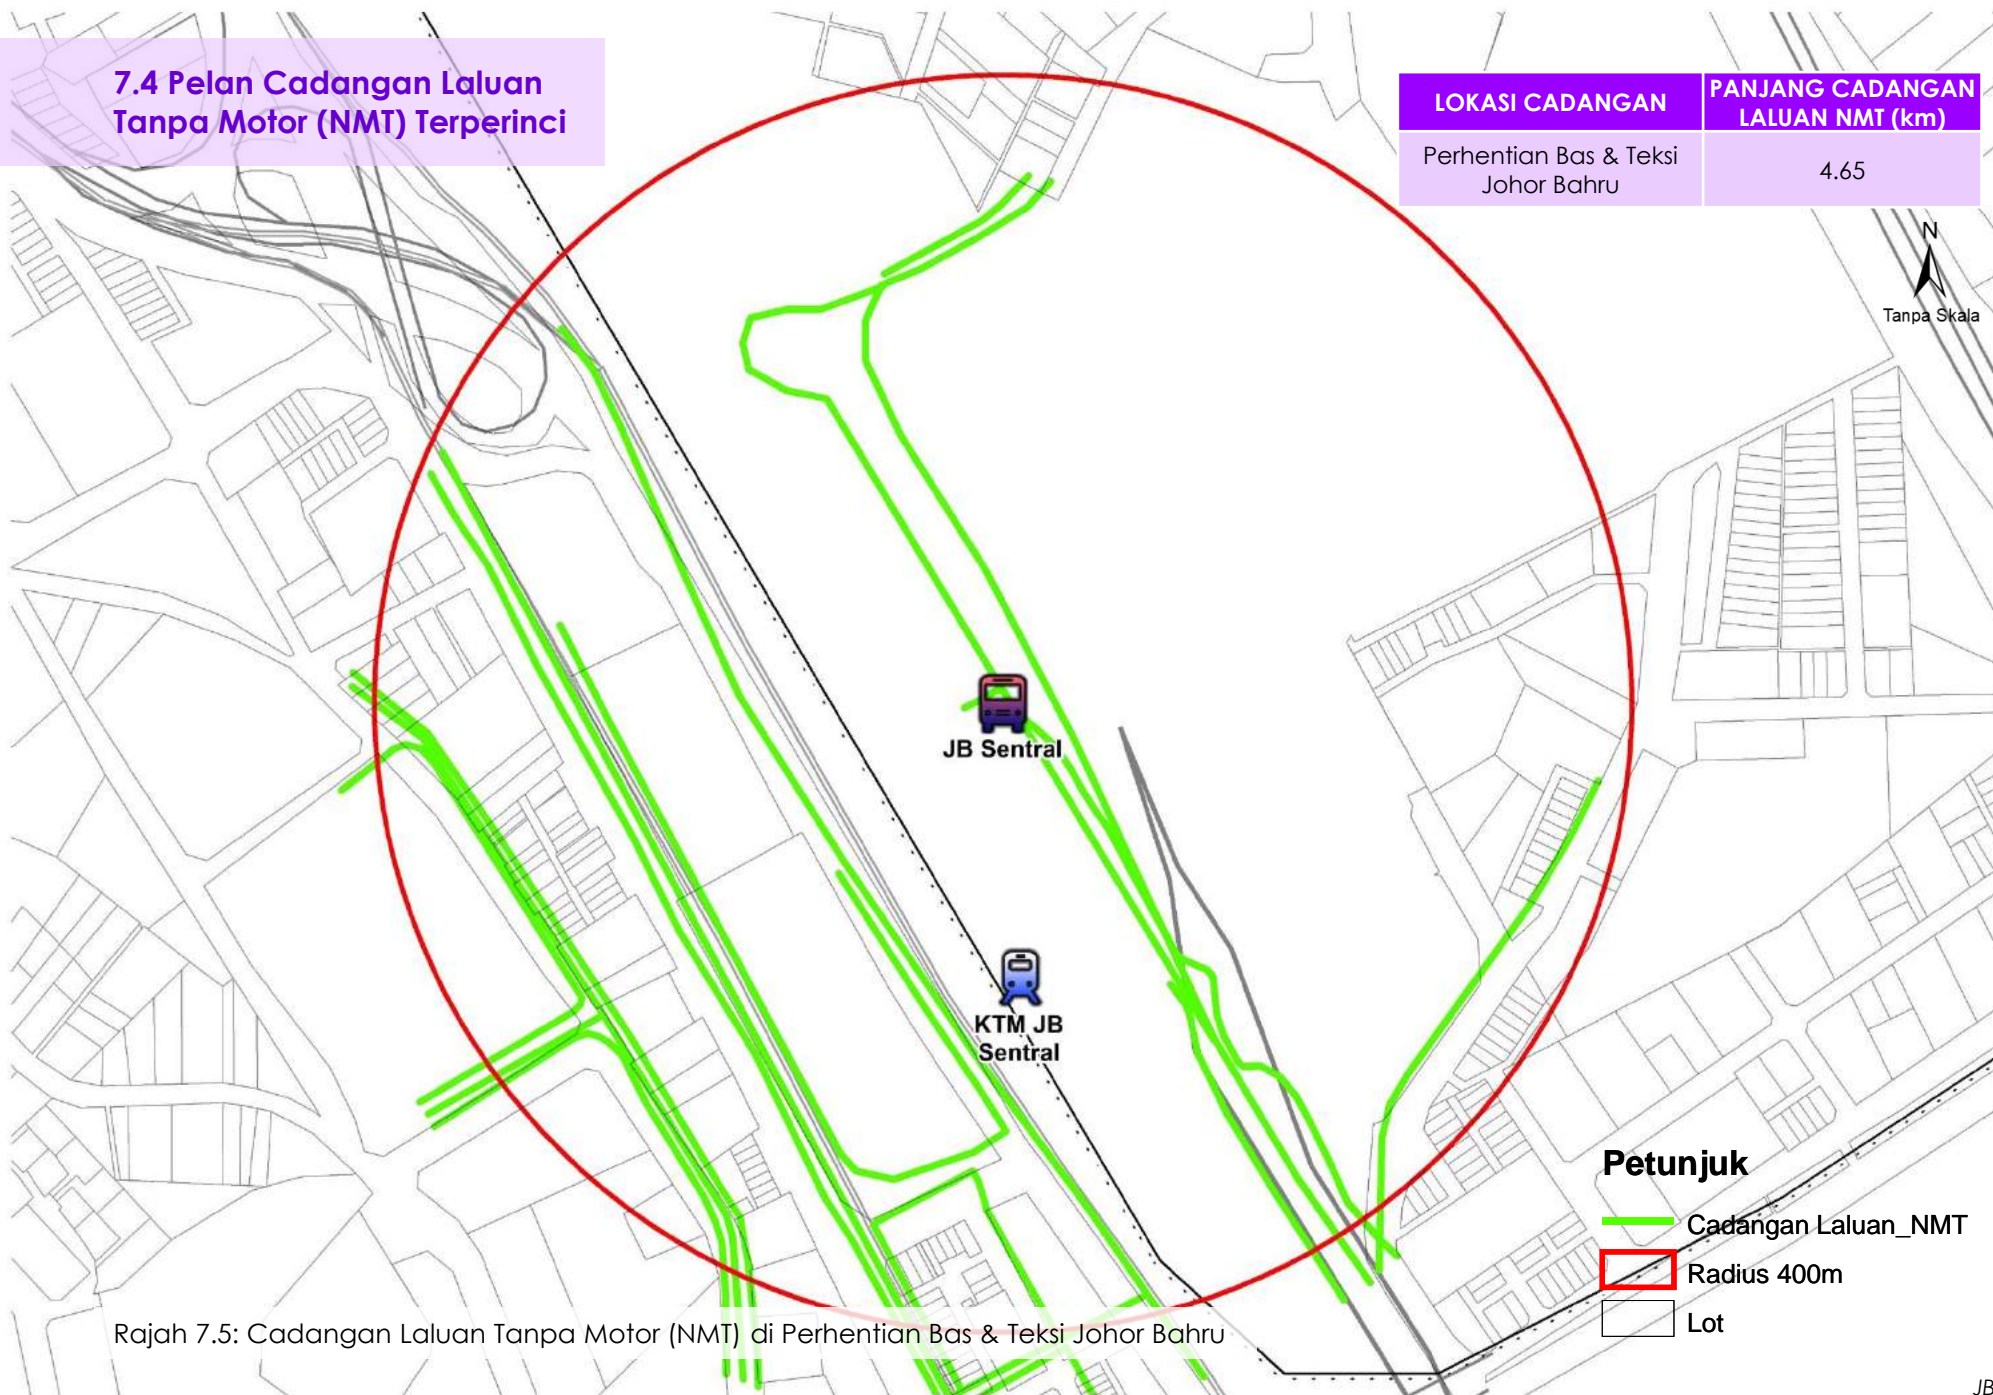 7.4 Pelan Cadangan Laluan
Tanpa Motor (NMT) Terperinci
LOKASI CADANGAN
PANJANG CADANGAN
LALUAN NMT (km)
Perhentian Bas & Teksi
Johor Bahru
4.65
N
Tanpa Skala
JB Sentral
KTM JB
Sentral
Petunjuk
Cadangan Laluan_NMT
Radius 400m
Lot
Rajah 7.5: Cadangan Laluan Tanpa Motor (NMT) di Perhentian Bas & Teksi Johor Bahru
JB